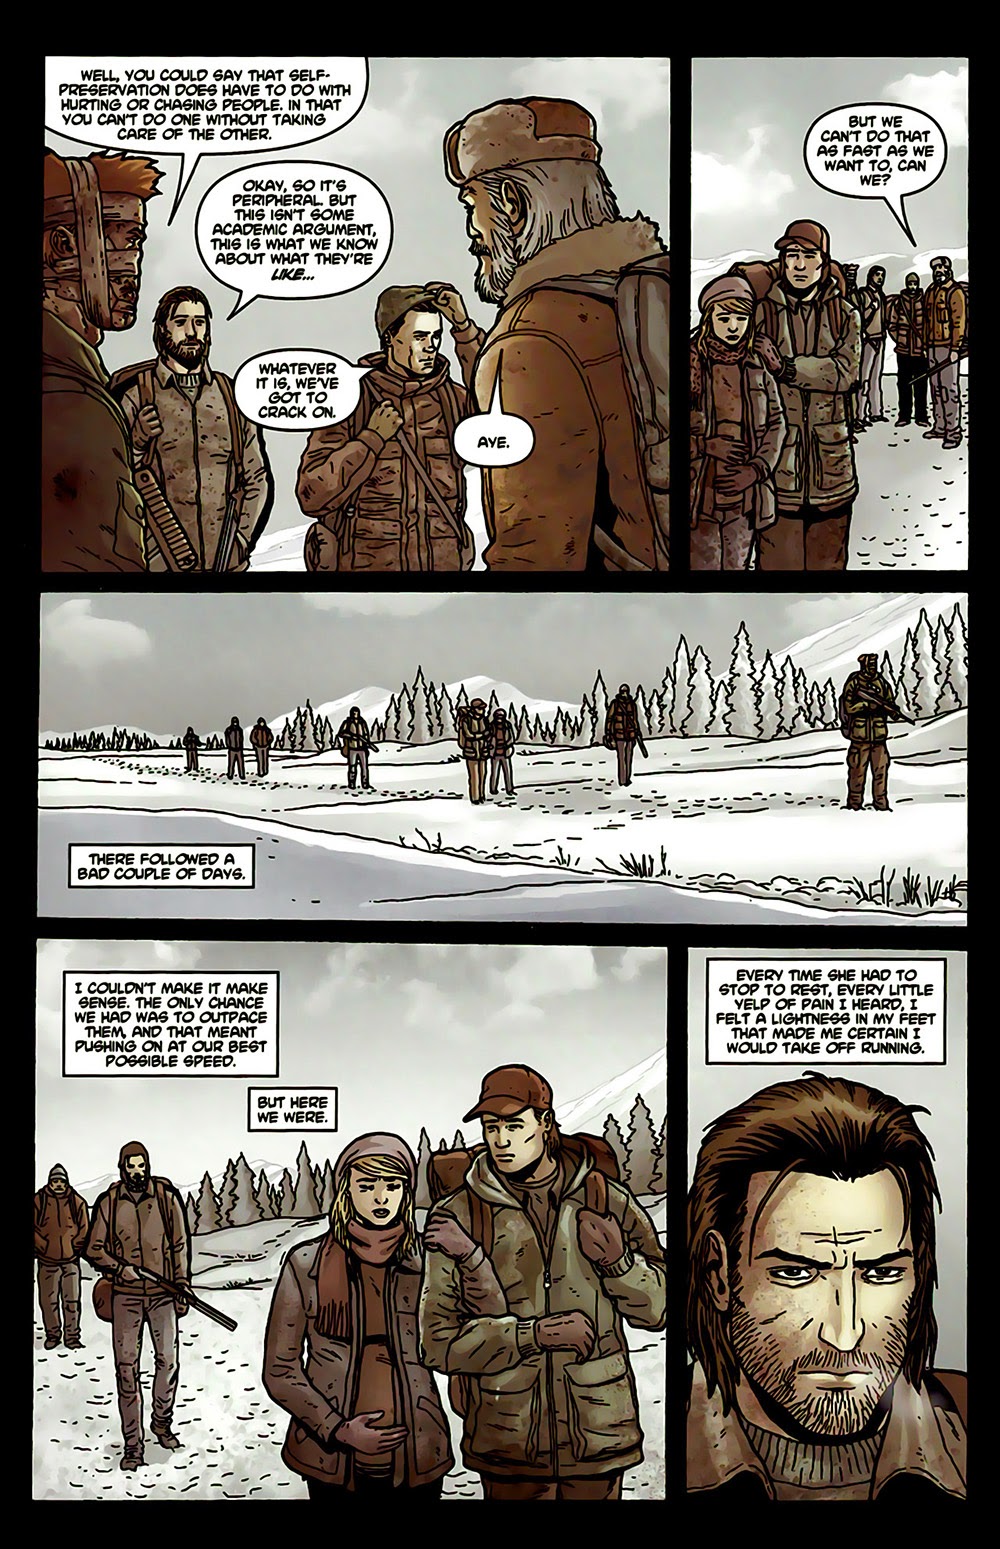 WELL, YOU COULD SAY THAT SELF-
PRESERVATION DOES HAVE TO DO WITH
HURTING OR CHASING PEOPLE. IN THAT
YOU CAN'T DO ONE WITHOUT TAKING
CARE OF THE OTHER.
OKAY, SO IT'S
PERIPHERAL. BUT
THIS ISN'T SOME
ACADEMIC ARGUMENT,
THIS IS WHAT WE KNOW
ABOUT WHAT THEY'RE
LIKE...
WHATEVER
IT IS, WE'VE
GOT TO
CRACK ON.
AYE.
BUT WE
CAN'T DO THAT
AS FAST AS WE
WANT TO, CAN
WE?
THERE FOLLOWED A
BAD COUPLE OF DAYS.
I COULDN'T MAKE IT MAKE
SENSE. THE ONLY CHANCE
WE HAD WAS TO OUTPACE
THEM, AND THAT MEANT
PUSHING ON AT OUR BEST
POSSIBLE SPEED.
BUT HERE
WE WERE.
EVERY TIME SHE HAD TO
STOP TO REST, EVERY LITTLE
YELP OF PAIN I HEARD, I
FELT A LIGHTNESS IN MY FEET
THAT MADE ME CERTAIN I
WOULD TAKE OFF RUNNING.